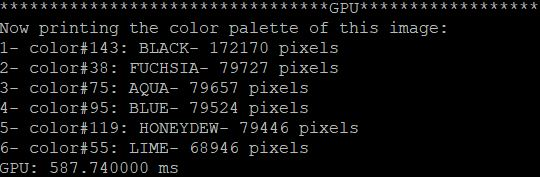 *********************************GPU******************
Now printing the color palette of this image:
1- color#143: BLACK- 172170 pixels
2- color#38: FUCHSIA- 79727 pixels
3- color#75: AQUA- 79657 pixels
4- color#95: BLUE- 79524 pixels
5- color#119: HONEYDEW- 79446 pixels
6- color#55: LIME- 68946 pixels
GPU: 587.740000 ms